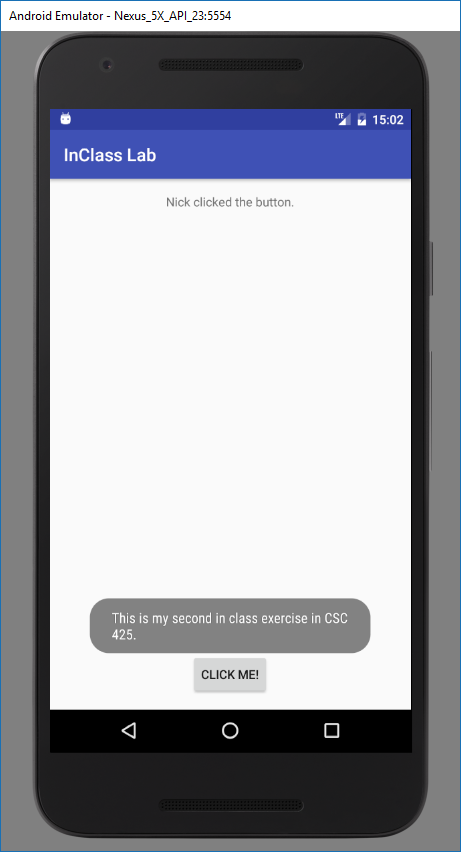 Android Emulator - Nexus_5X_API_23:5554
LTE 15:02
InClass Lab
Nick clicked the button.
This is my second in class exercise in CSC
425.
CLICK ME!